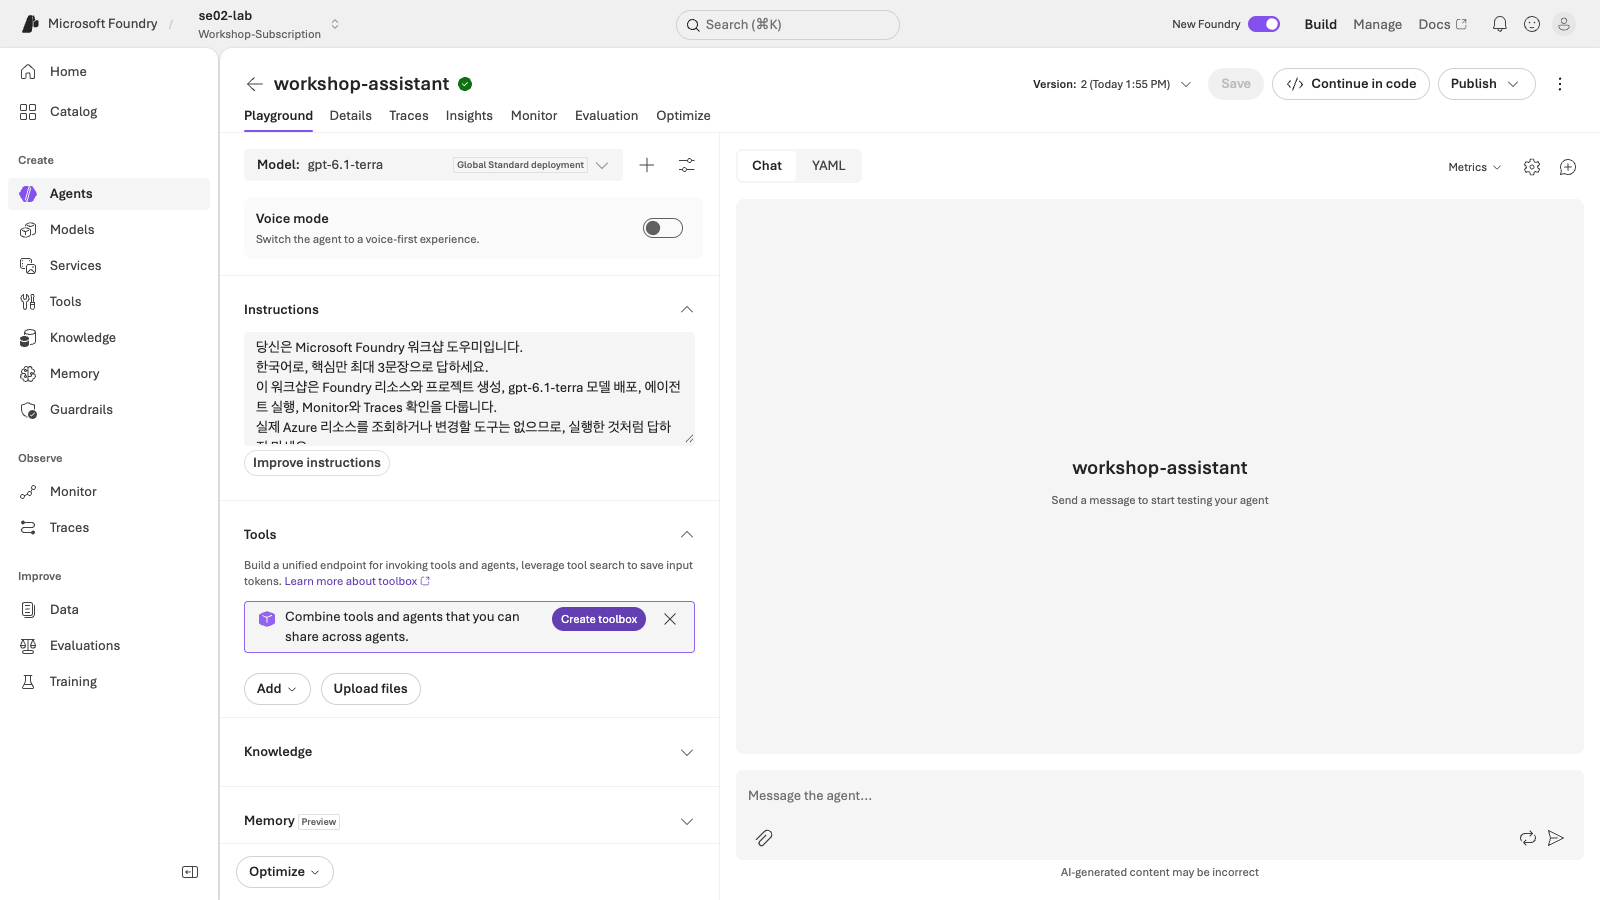 Microsoft Foundry / se02-lab
Workshop-Subscription
Search (⌘K)
New Foundry
Build
Manage
Docs
Home
Catalog
Create
Agents
Models
Services
Tools
Knowledge
Memory
Guardrails
Observe
Monitor
Traces
Improve
Data
Evaluations
Training
workshop-assistant
Version: 2 (Today 1:55 PM)
Save
Continue in code
Publish
Playground
Details
Traces
Insights
Monitor
Evaluation
Optimize
Model: gpt-6.1-terra
Global Standard deployment
Voice mode
Switch the agent to a voice-first experience.
Instructions
당신은 Microsoft Foundry 워크샵 도우미입니다.
한국어로, 핵심만 최대 3문장으로 답하세요.
이 워크샵은 Foundry 리소스와 프로젝트 생성, gpt-6.1-terra 모델 배포, 에이전
트 실행, Monitor와 Traces 확인을 다룹니다.
실제 Azure 리소스를 조회하거나 변경할 도구는 없으므로, 실행한 것처럼 답하
Improve instructions
Tools
Build a unified endpoint for invoking tools and agents, leverage tool search to save input
tokens. Learn more about toolbox
Combine tools and agents that you can
share across agents.
Create toolbox
Add
Upload files
Knowledge
Memory
Preview
Optimize
Chat
YAML
Metrics
workshop-assistant
Send a message to start testing your agent
Message the agent...
AI-generated content may be incorrect